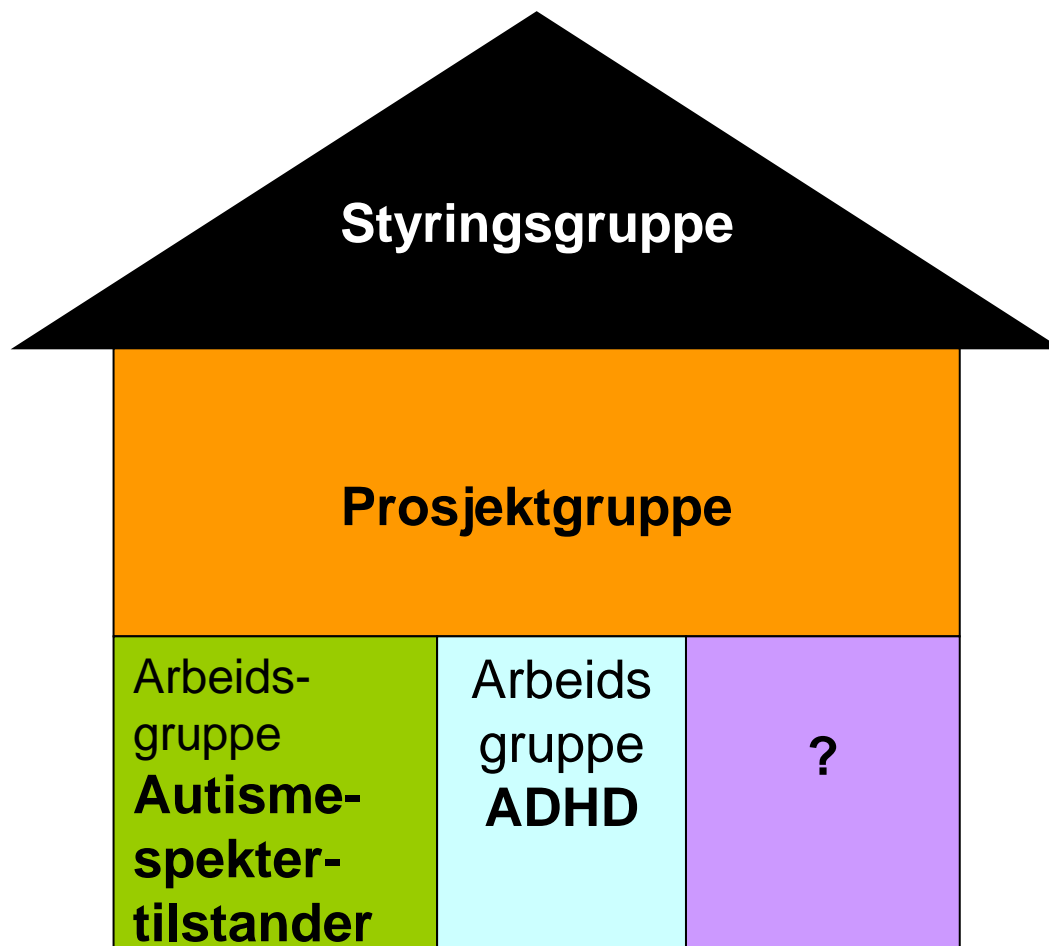 Styringsgruppe
Prosjektgruppe
Arbeids-
gruppe
Autisme-
spekter-
tilstander
Arbeids
gruppe
ADHD
?